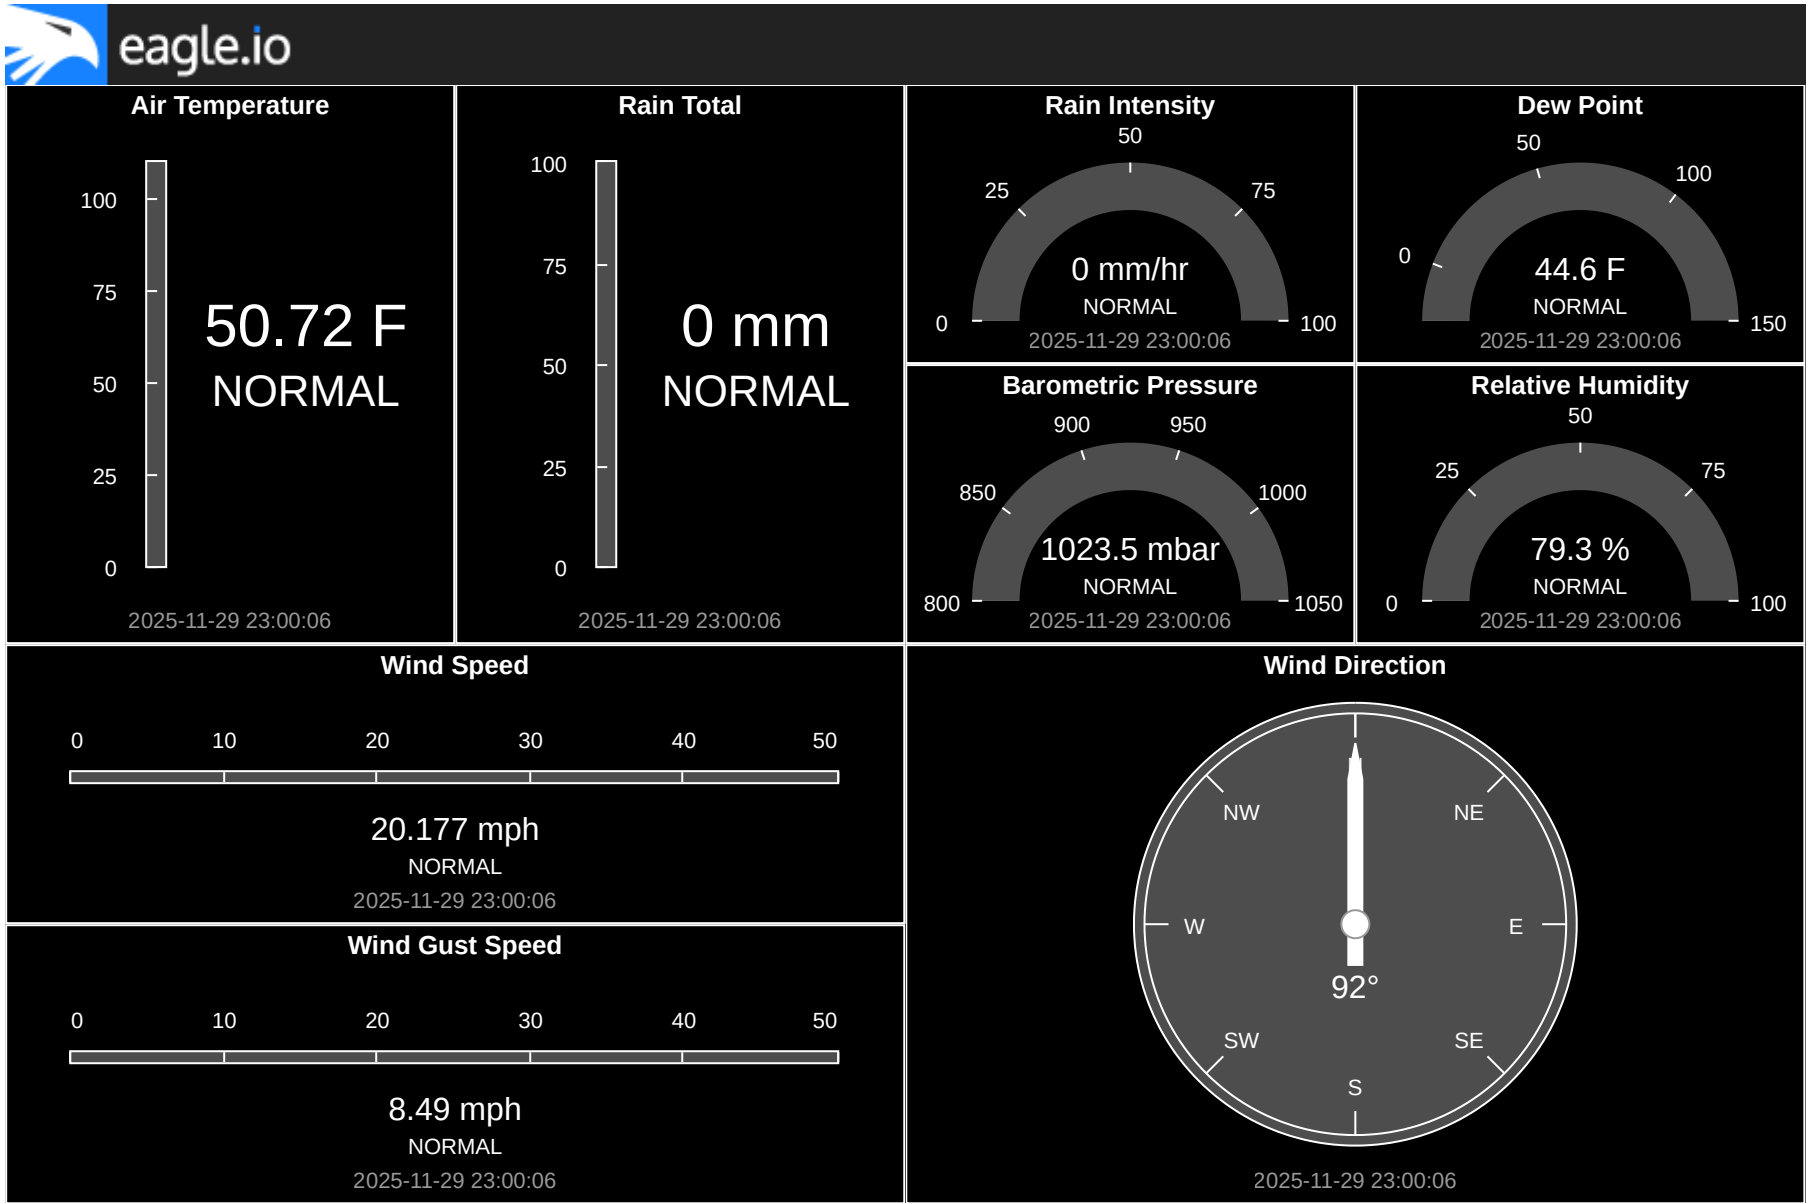 eagle.io
Air Temperature
100
75
50
25
0
50.72 F
NORMAL
2025-11-29 23:00:06
Rain Total
100
75
50
25
0
0 mm
NORMAL
2025-11-29 23:00:06
Rain Intensity
0
25
50
75
100
0 mm/hr
NORMAL
2025-11-29 23:00:06
Dew Point
0
50
100
150
44.6 F
NORMAL
2025-11-29 23:00:06
Barometric Pressure
800
850
900
950
1000
1050
1023.5 mbar
NORMAL
2025-11-29 23:00:06
Relative Humidity
0
25
50
75
100
79.3 %
NORMAL
2025-11-29 23:00:06
Wind Speed
0 10 20 30 40 50
20.177 mph
NORMAL
2025-11-29 23:00:06
Wind Gust Speed
0 10 20 30 40 50
8.49 mph
NORMAL
2025-11-29 23:00:06
Wind Direction
NW NE
W E
92°
SW SE
S
2025-11-29 23:00:06